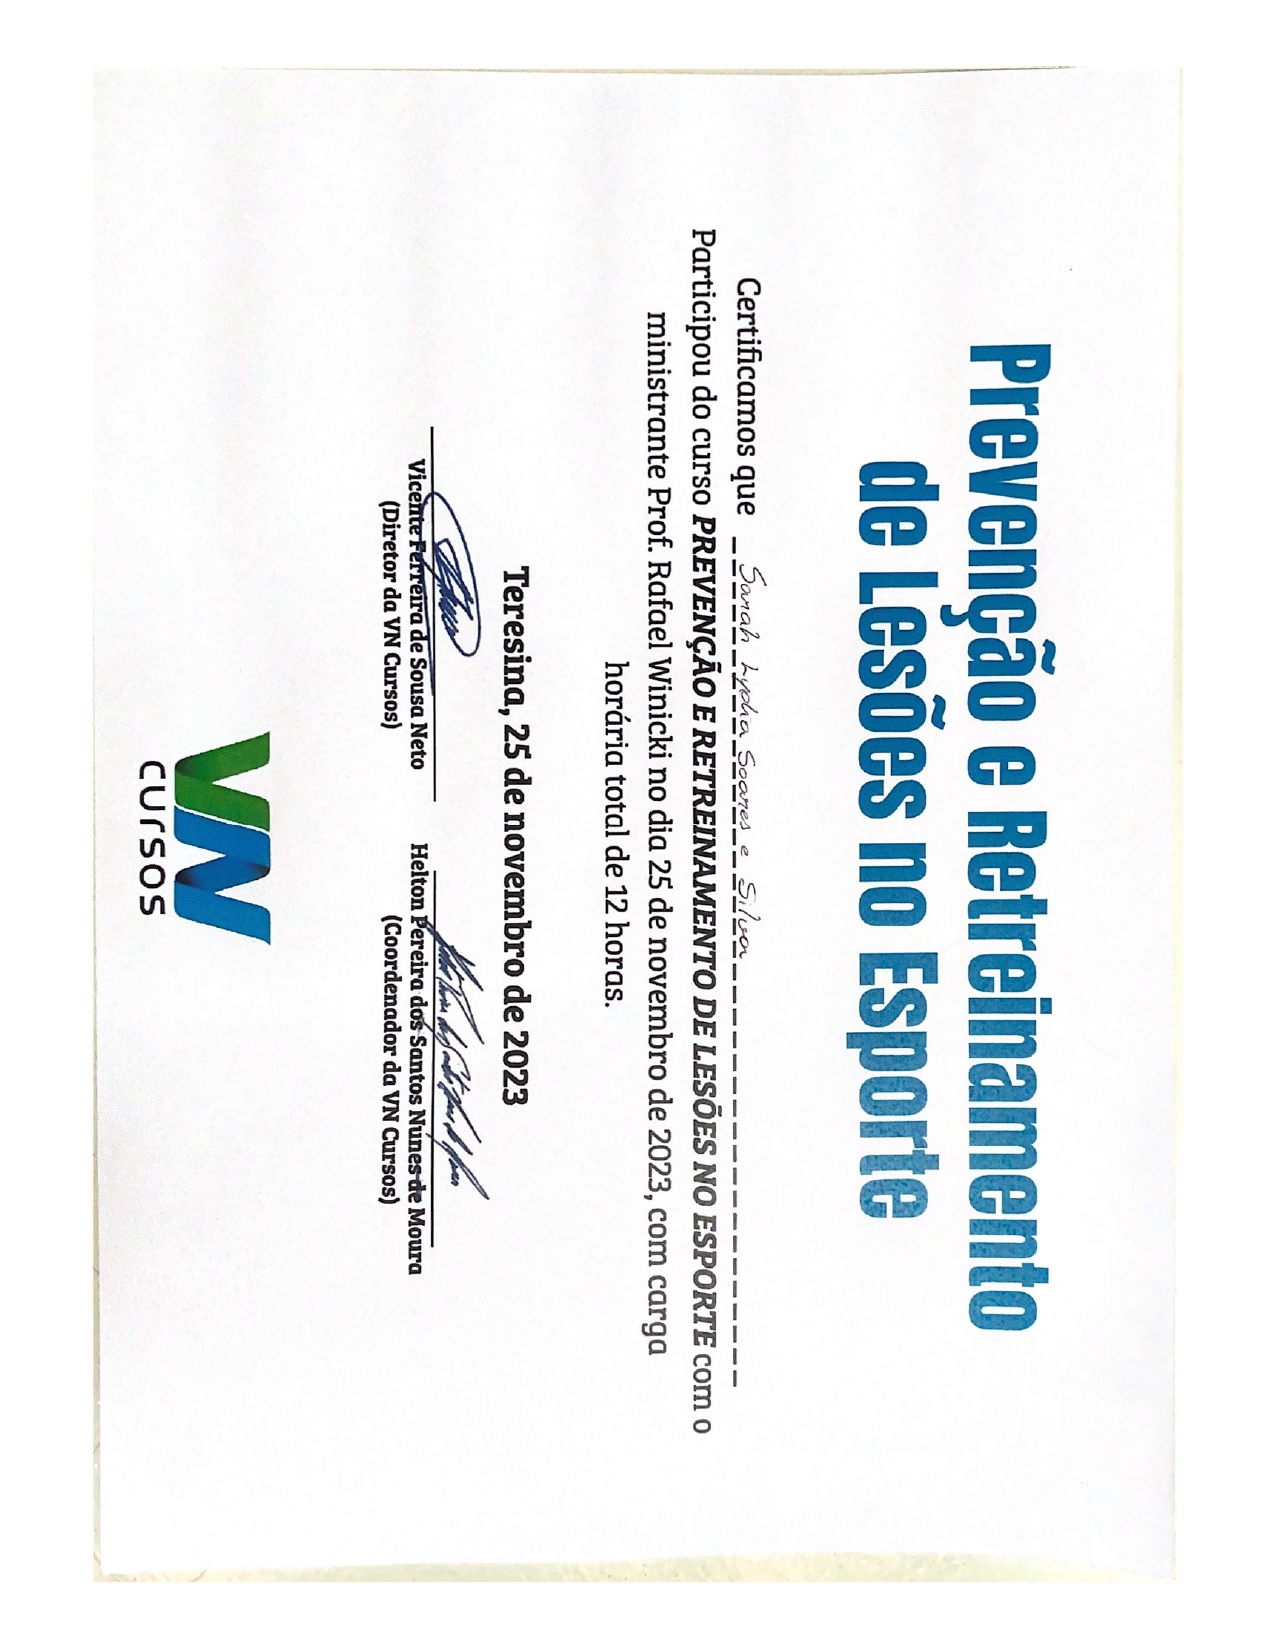 Prevenção e Retreinamento
de Lesões no Esporte
Certificamos que Sarah Lydia Soares e Silva
Participou do curso PREVENÇÃO E RETREINAMENTO DE LESÕES NO ESPORTE com o
ministrante Prof. Rafael Winicki no dia 25 de novembro de 2023, com carga
horária total de 12 horas.
Teresina, 25 de novembro de 2023
Vicente Ferreira de Sousa Neto
(Diretor da VN Cursos)
Helton Pereira dos Santos Nunes de Moura
(Coordenador da VN Cursos)
VN
cursos